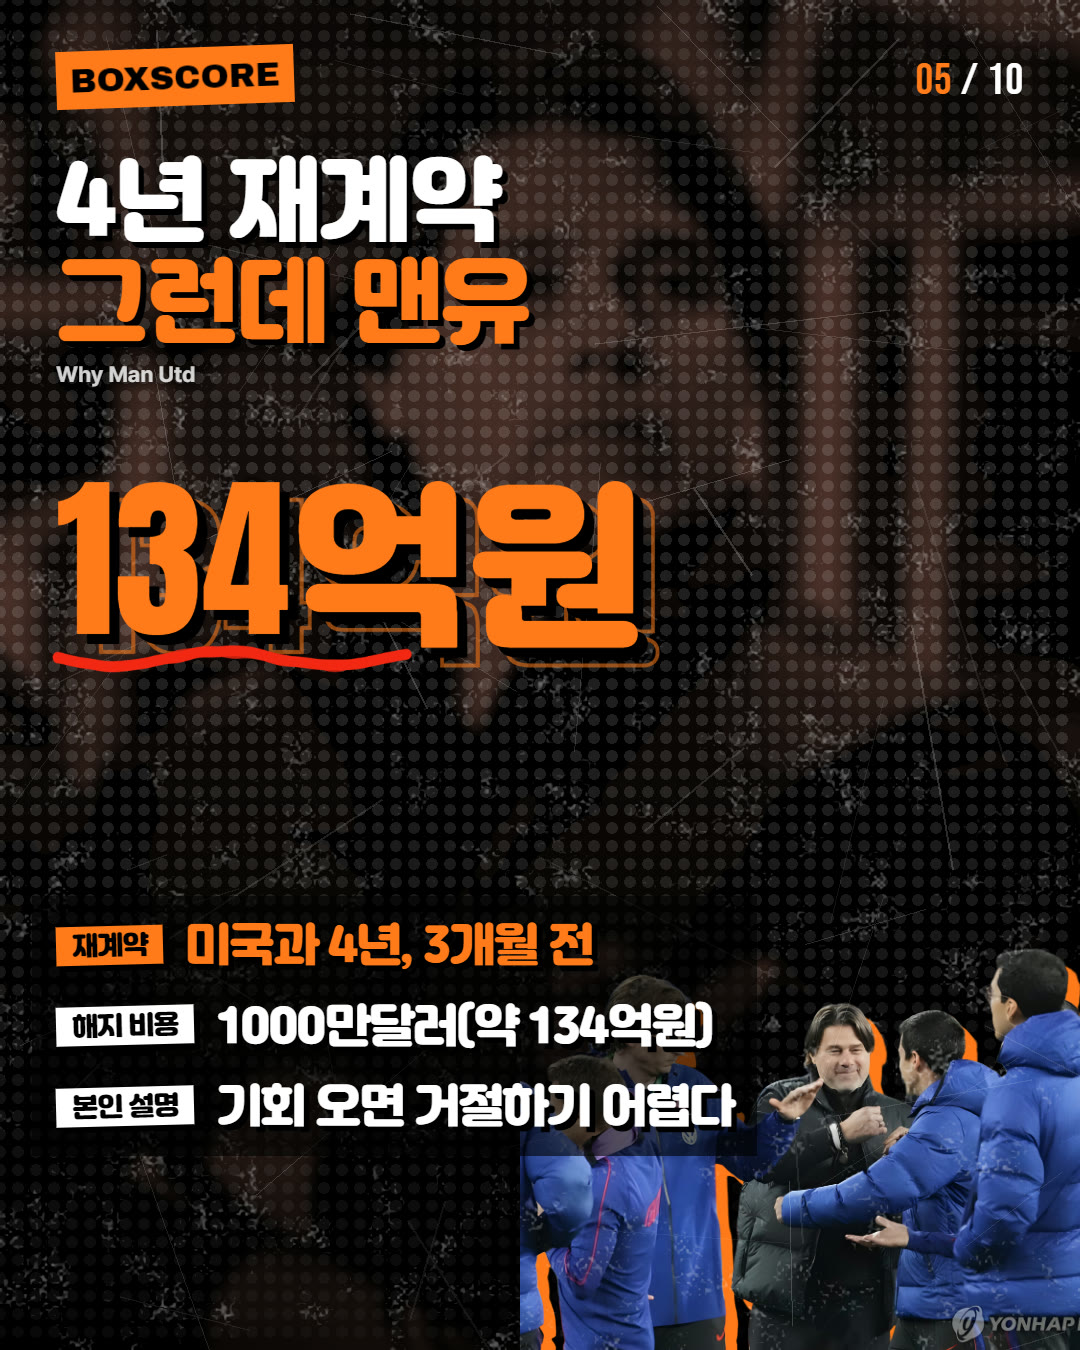 BOXSCORE
05 / 10
4년 재계약
그런데 맨유
Why Man Utd
134억원
재계약 미국과 4년, 3개월 전
해지 비용 1000만달러(약 134억원)
본인 설명 기회 오면 거절하기 어렵다
YONHAP